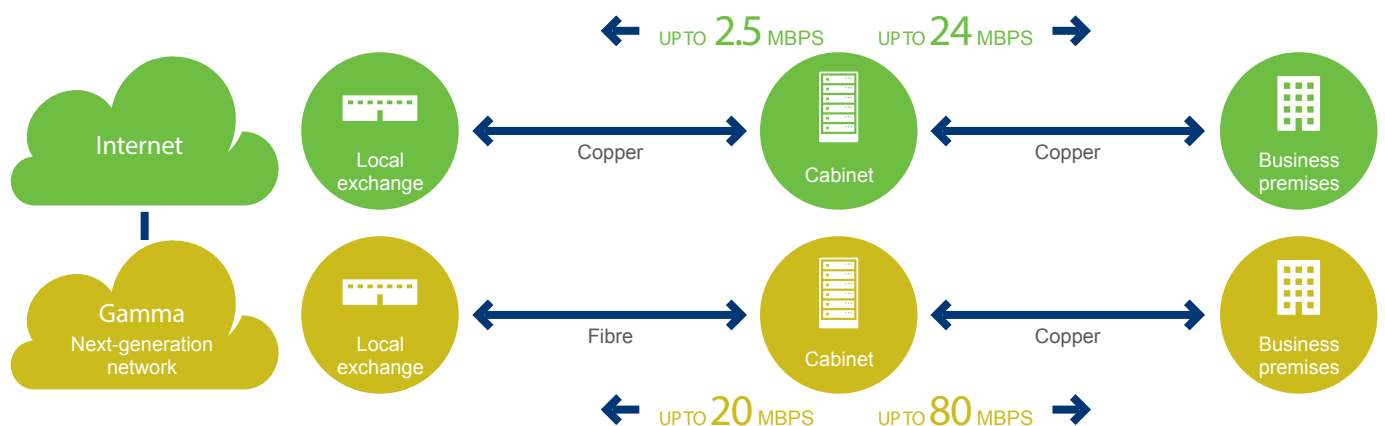 UP TO 2.5 MBPS
UP TO 24 MBPS
Internet
Local
exchange
Copper
Cabinet
Copper
Business
premises
Gamma
Next-generation
network
Local
exchange
Fibre
Cabinet
Copper
Business
premises
UP TO 20 MBPS
UP TO 80 MBPS